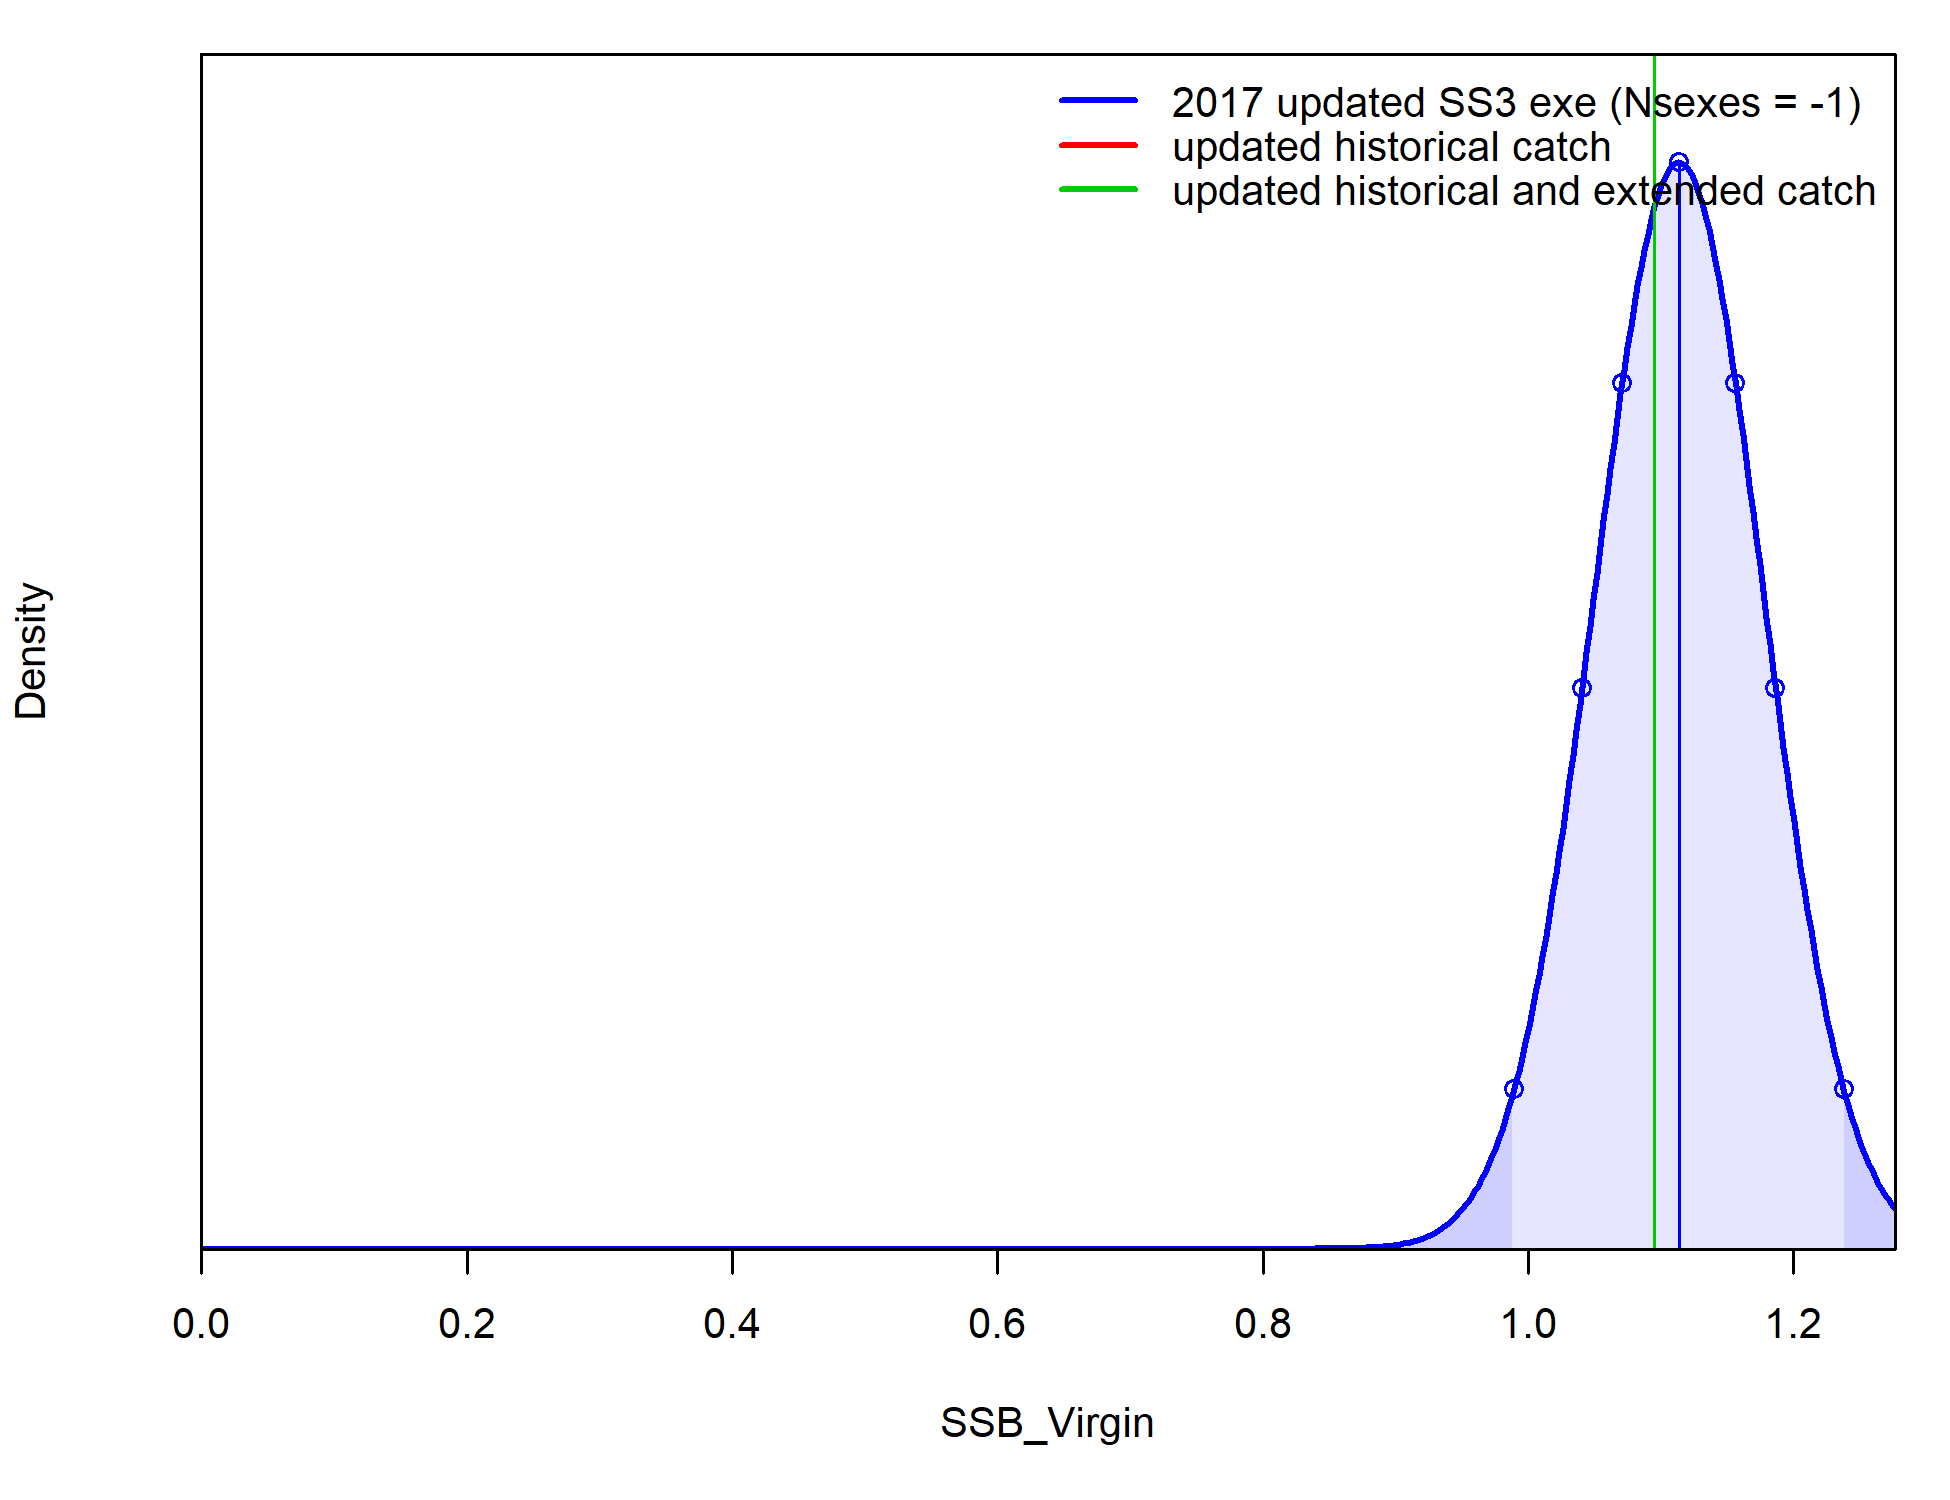 2017 updated SS3 exe (Nsexes = -1)
updated historical catch
updated historical and extended catch
Density
0.0 0.2 0.4 0.6 0.8 1.0 1.2
SSB_Virgin